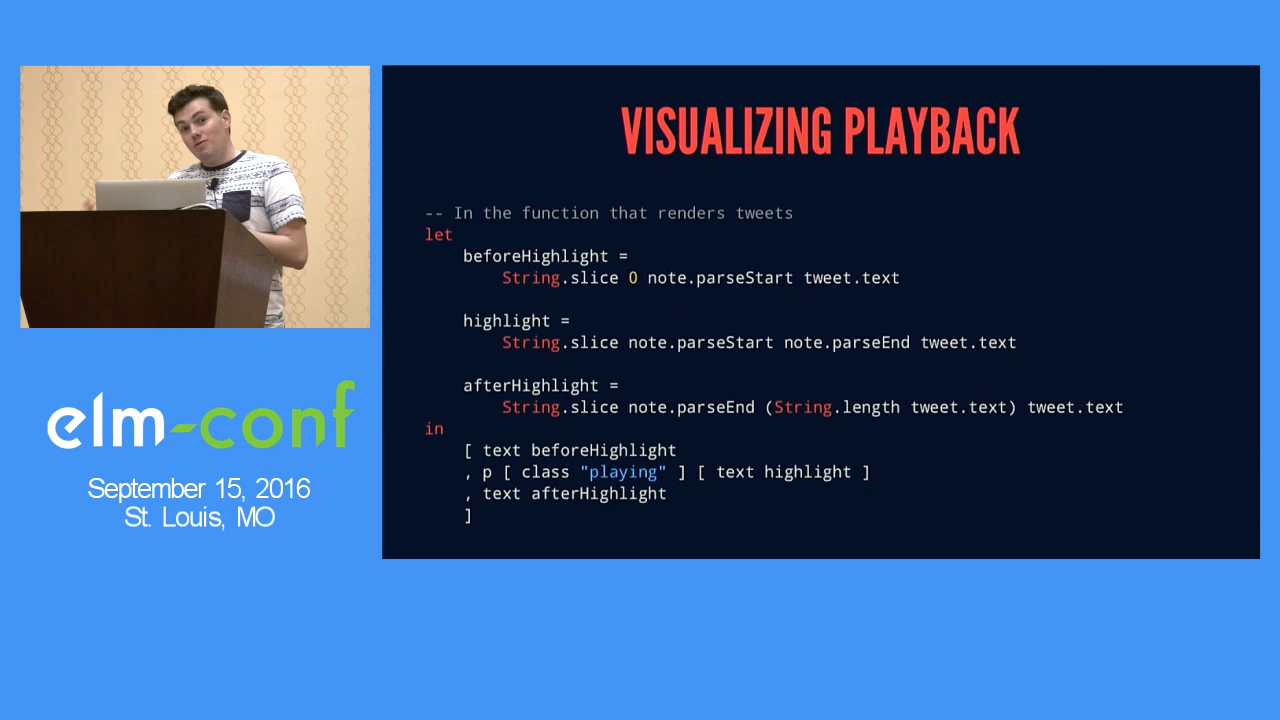 VISUALIZING PLAYBACK
-- In the function that renders tweets
let
    beforeHighlight =
        String.slice 0 note.parseStart tweet.text

    highlight =
        String.slice note.parseStart note.parseEnd tweet.text

    afterHighlight =
        String.slice note.parseEnd (String.length tweet.text) tweet.text
in
    [ text beforeHighlight
    , p [ class "playing" ] [ text highlight ]
    , text afterHighlight
    ]
elm-conf
September 15, 2016
St. Louis, MO